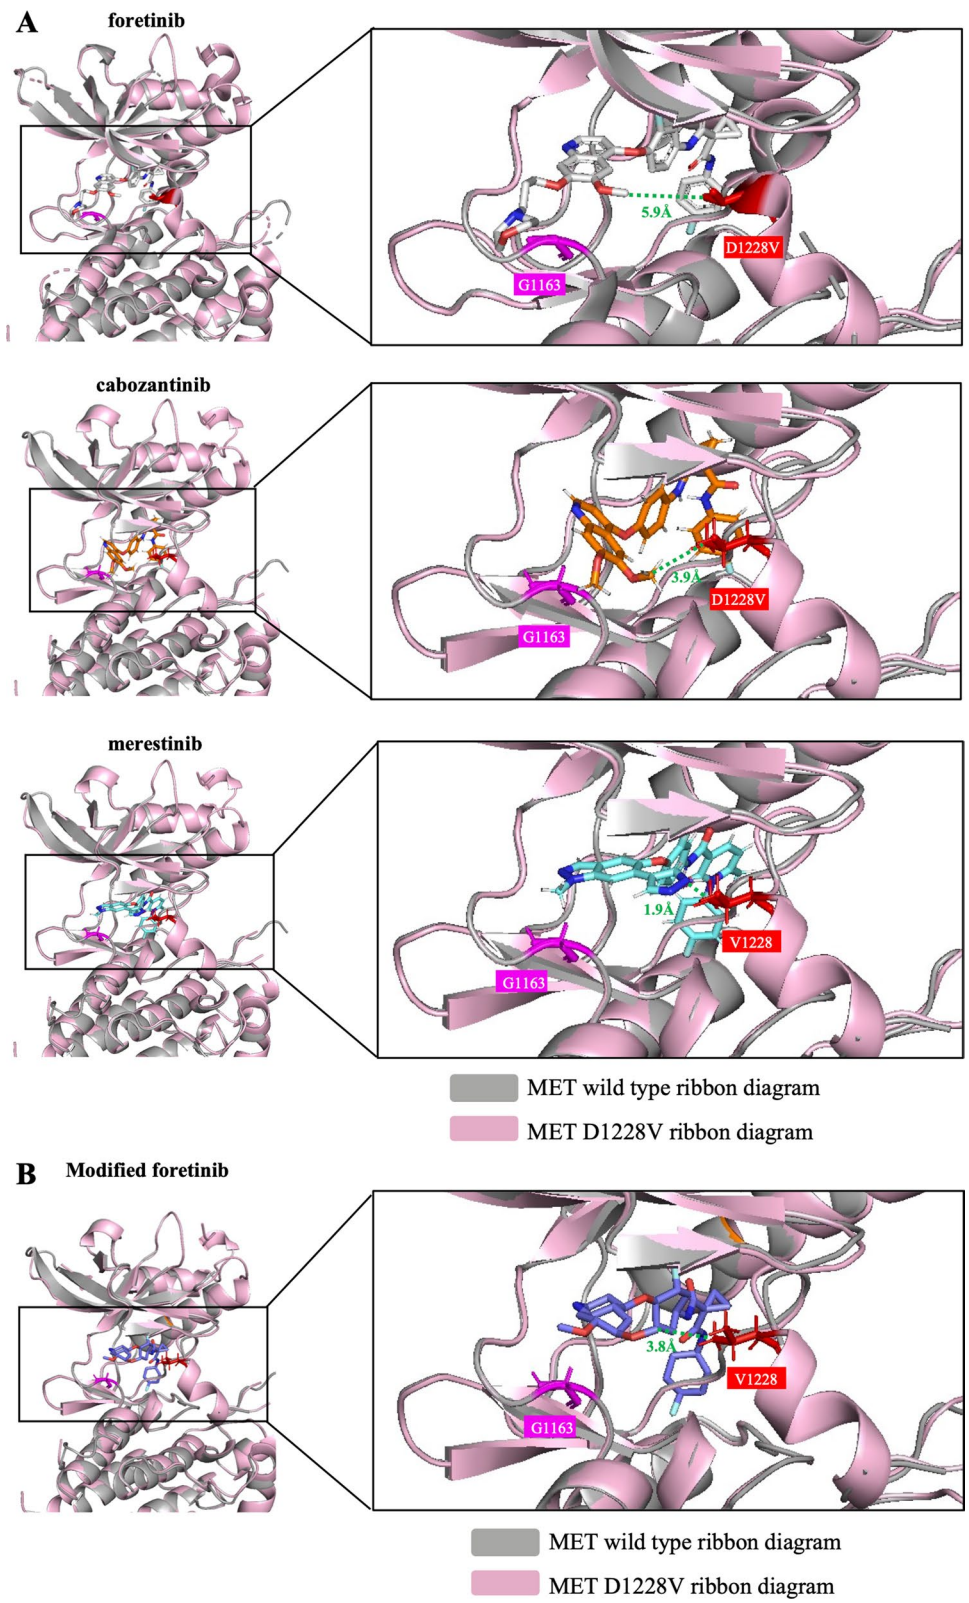 A
foretinib
5.9Å
D1228V
G1163
cabozantinib
3.9Å
D1228V
G1163
merestinib
1.9Å
V1228
G1163
MET wild type ribbon diagram
MET D1228V ribbon diagram
B Modified foretinib
3.8Å
V1228
G1163
MET wild type ribbon diagram
MET D1228V ribbon diagram